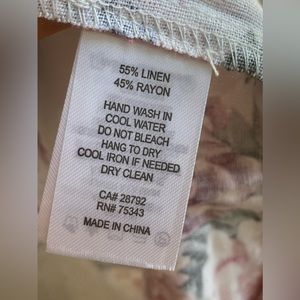 55% LINEN
45% RAYON
HAND WASH IN
COOL WATER
DO NOT BLEACH
HANG TO DRY
COOL IRON IF NEEDED
DRY CLEAN
CA# 28792
RN# 75343
MADE IN CHINA